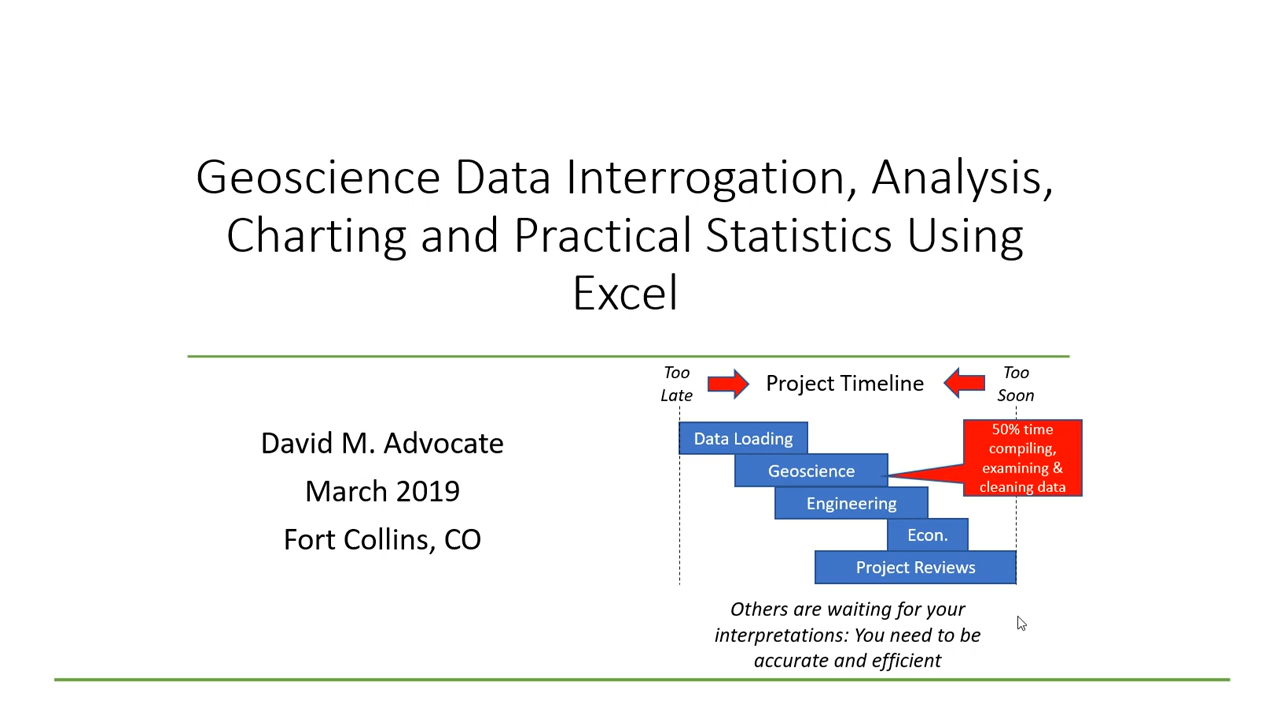 Geoscience Data Interrogation, Analysis,
Charting and Practical Statistics Using
Excel
David M. Advocate
March 2019
Fort Collins, CO
Too
Late
Project Timeline
Too
Soon
Data Loading
Geoscience
Engineering
Econ.
Project Reviews
50% time
compiling,
examining &
cleaning data
Others are waiting for your
interpretations: You need to be
accurate and efficient